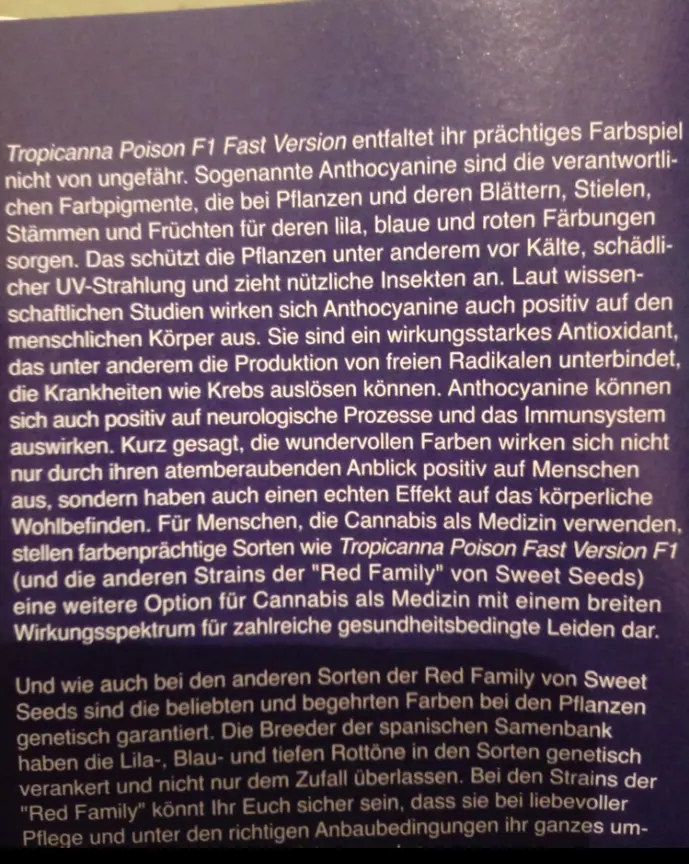 Tropicanna Poison F1 Fast Version entfaltet ihr prächtiges Farbspiel
nicht von ungefähr. Sogenannte Anthocyanine sind die verantwortli-
chen Farbpigmente, die bei Pflanzen und deren Blättern, Stielen,
Stämmen und Früchten für deren lila, blaue und roten Färbungen
sorgen. Das schützt die Pflanzen unter anderem vor Kälte, schädli-
cher UV-Strahlung und zieht nützliche Insekten an. Laut wissen-
schaftlichen Studien wirken sich Anthocyanine auch positiv auf den
menschlichen Körper aus. Sie sind ein wirkungsstarkes Antioxidant,
das unter anderem die Produktion von freien Radikalen unterbindet,
die Krankheiten wie Krebs auslösen können. Anthocyanine können
sich auch positiv auf neurologische Prozesse und das Immunsystem
auswirken. Kurz gesagt, die wundervollen Farben wirken sich nicht
nur durch ihren atemberaubenden Anblick positiv auf Menschen
aus, sondern haben auch einen echten Effekt auf das körperliche
Wohlbefinden. Für Menschen, die Cannabis als Medizin verwenden,
stellen farbenprächtige Sorten wie Tropicanna Poison Fast Version F1
(und die anderen Strains der "Red Family" von Sweet Seeds)
eine weitere Option für Cannabis als Medizin mit einem breiten
Wirkungsspektrum für zahlreiche gesundheitsbedingte Leiden dar.
Und wie auch bei den anderen Sorten der Red Family von Sweet
Seeds sind die beliebten und begehrten Farben bei den Pflanzen
genetisch garantiert. Die Breeder der spanischen Samenbank
haben die Lila-, Blau- und tiefen Rottöne in den Sorten genetisch
verankert und nicht nur dem Zufall überlassen. Bei den Strains der
"Red Family" könnt Ihr Euch sicher sein, dass sie bei liebevoller
Pflege und unter den richtigen Anbaubedingungen ihr ganzes um-